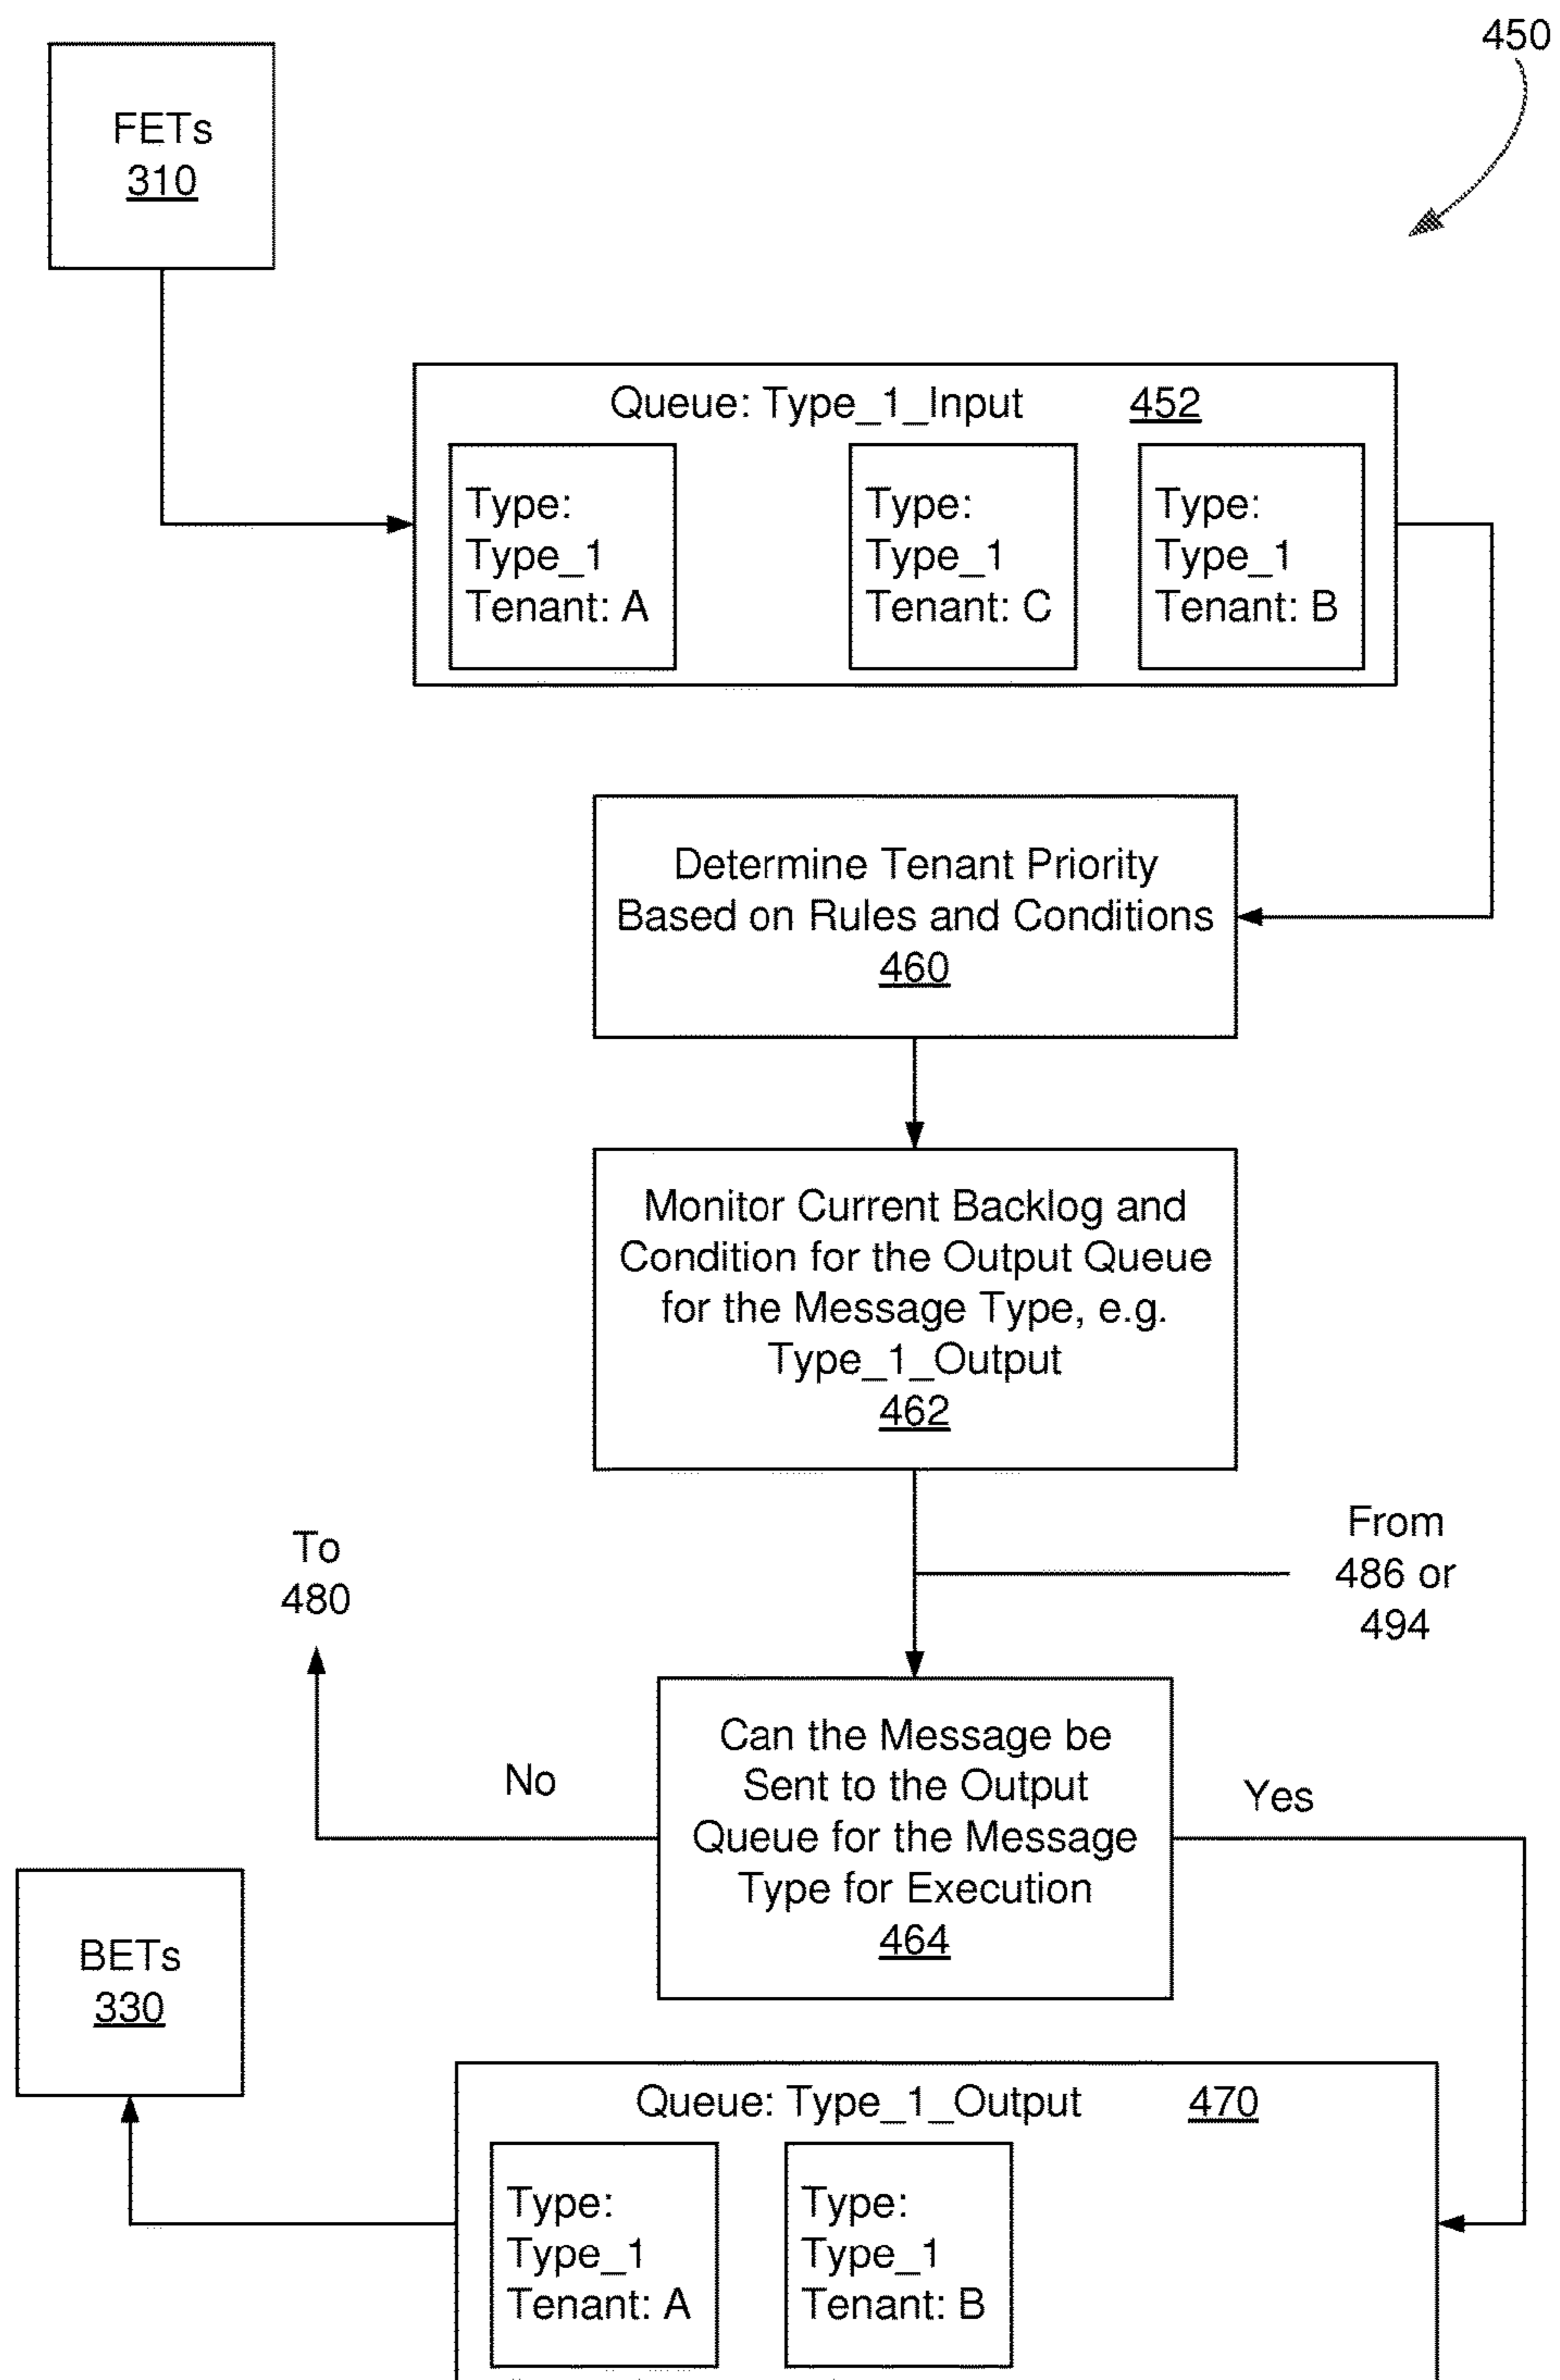 450
FETs
310
Queue: Type_1_Input 452
Type:
Type_1
Tenant: A
Type:
Type_1
Tenant: C
Type:
Type_1
Tenant: B
Determine Tenant Priority
Based on Rules and Conditions
460
Monitor Current Backlog and
Condition for the Output Queue
for the Message Type, e.g.
Type_1_Output
462
From
486 or
494
To
480
Can the Message be
Sent to the Output
Queue for the Message
Type for Execution
464
No
Yes
BETs
330
Queue: Type_1_Output 470
Type:
Type_1
Tenant: A
Type:
Type_1
Tenant: B